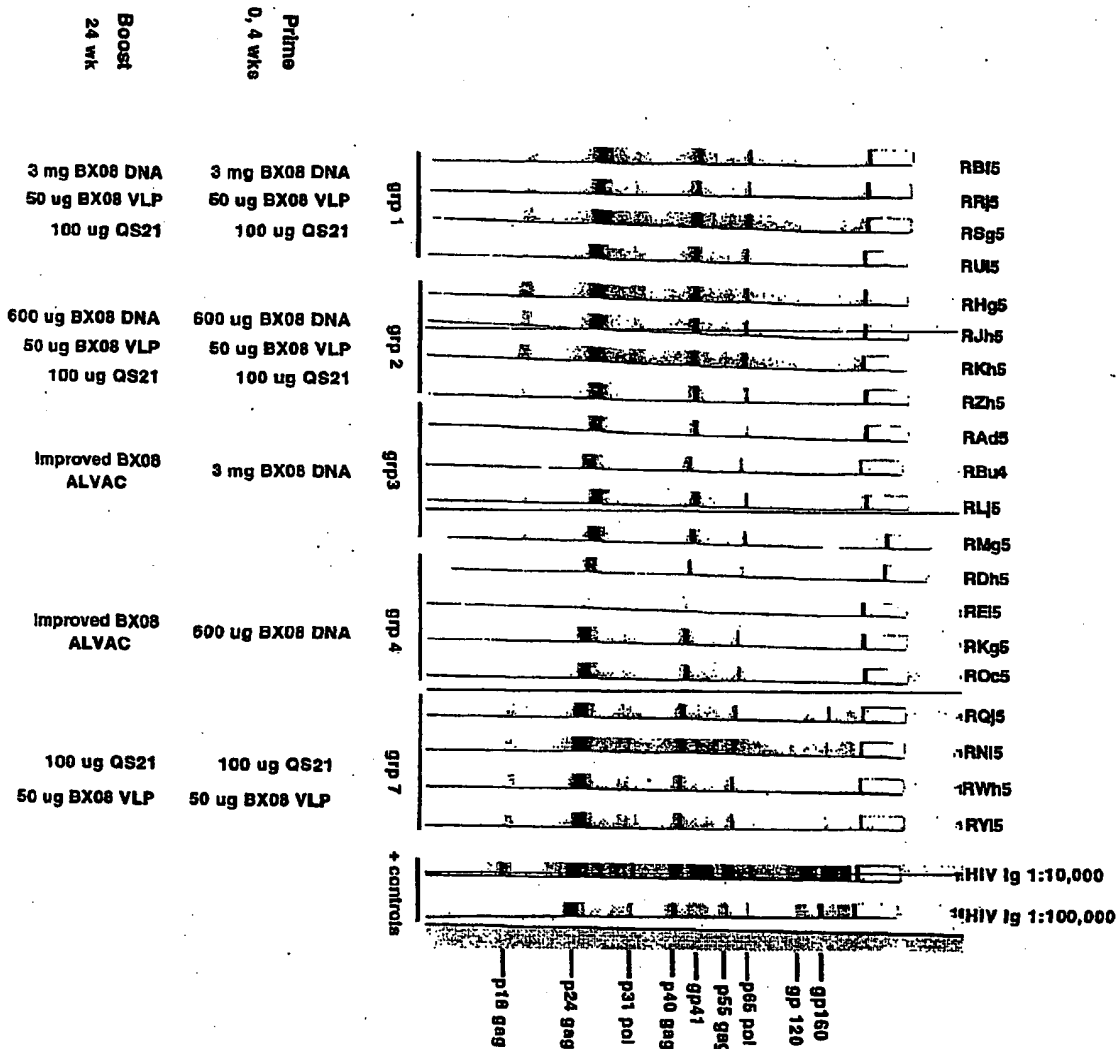 Prime
0, 4 wks
Boost
24 wk
3 mg BX08 DNA
50 ug BX08 VLP
100 ug QS21
3 mg BX08 DNA
50 ug BX08 VLP
100 ug QS21
grp 1
RBf5
RRj5
RSg5
RUi5
600 ug BX08 DNA
50 ug BX08 VLP
100 ug QS21
600 ug BX08 DNA
50 ug BX08 VLP
100 ug QS21
grp 2
RHg5
RJh5
RKh5
RZh5
Improved BX08
ALVAC
3 mg BX08 DNA
grp3
RAd5
RBu4
RLj5
RMg5
Improved BX08
ALVAC
600 ug BX08 DNA
grp 4
RDh5
REi5
RKg5
ROc5
100 ug QS21
50 ug BX08 VLP
100 ug QS21
50 ug BX08 VLP
grp 7
RQj5
RNi5
RWh5
RYi5
+ controls
HIV Ig 1:10,000
HIV Ig 1:100,000
p18 gag
p24 gag
p31 pol
p40 gag
gp41
p55 gag
p65 pol
gp 120
gp160